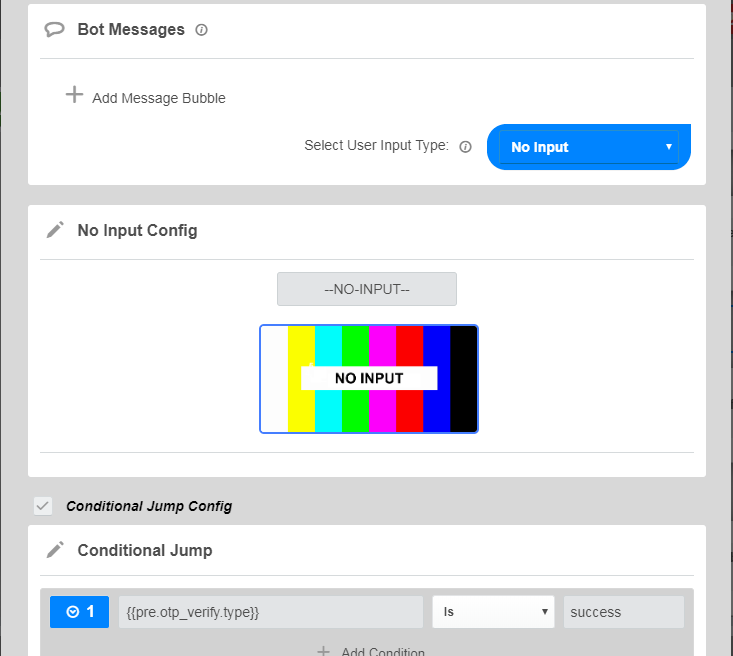 Bot Messages
Add Message Bubble
Select User Input Type:
No Input
No Input Config
--NO-INPUT--
NO INPUT
Conditional Jump Config
Conditional Jump
1 {{pre.otp_verify.type}} Is success
Add Condition